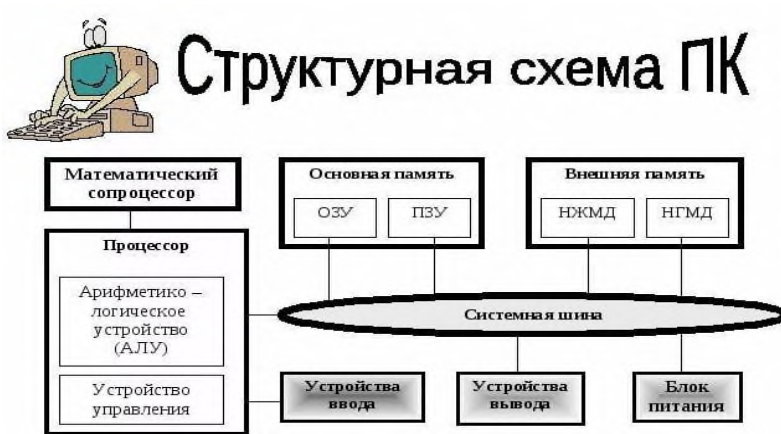 Структурная схема ПК
Математический
сопроцессор
Основная память
ОЗУ
ПЗУ
Внешняя память
НЖМД
НГМД
Процессор
Арифметико –
логическое
устройство
(АЛУ)
Устройство
управления
Системная шина
Устройства
ввода
Устройства
вывода
Блок
питания